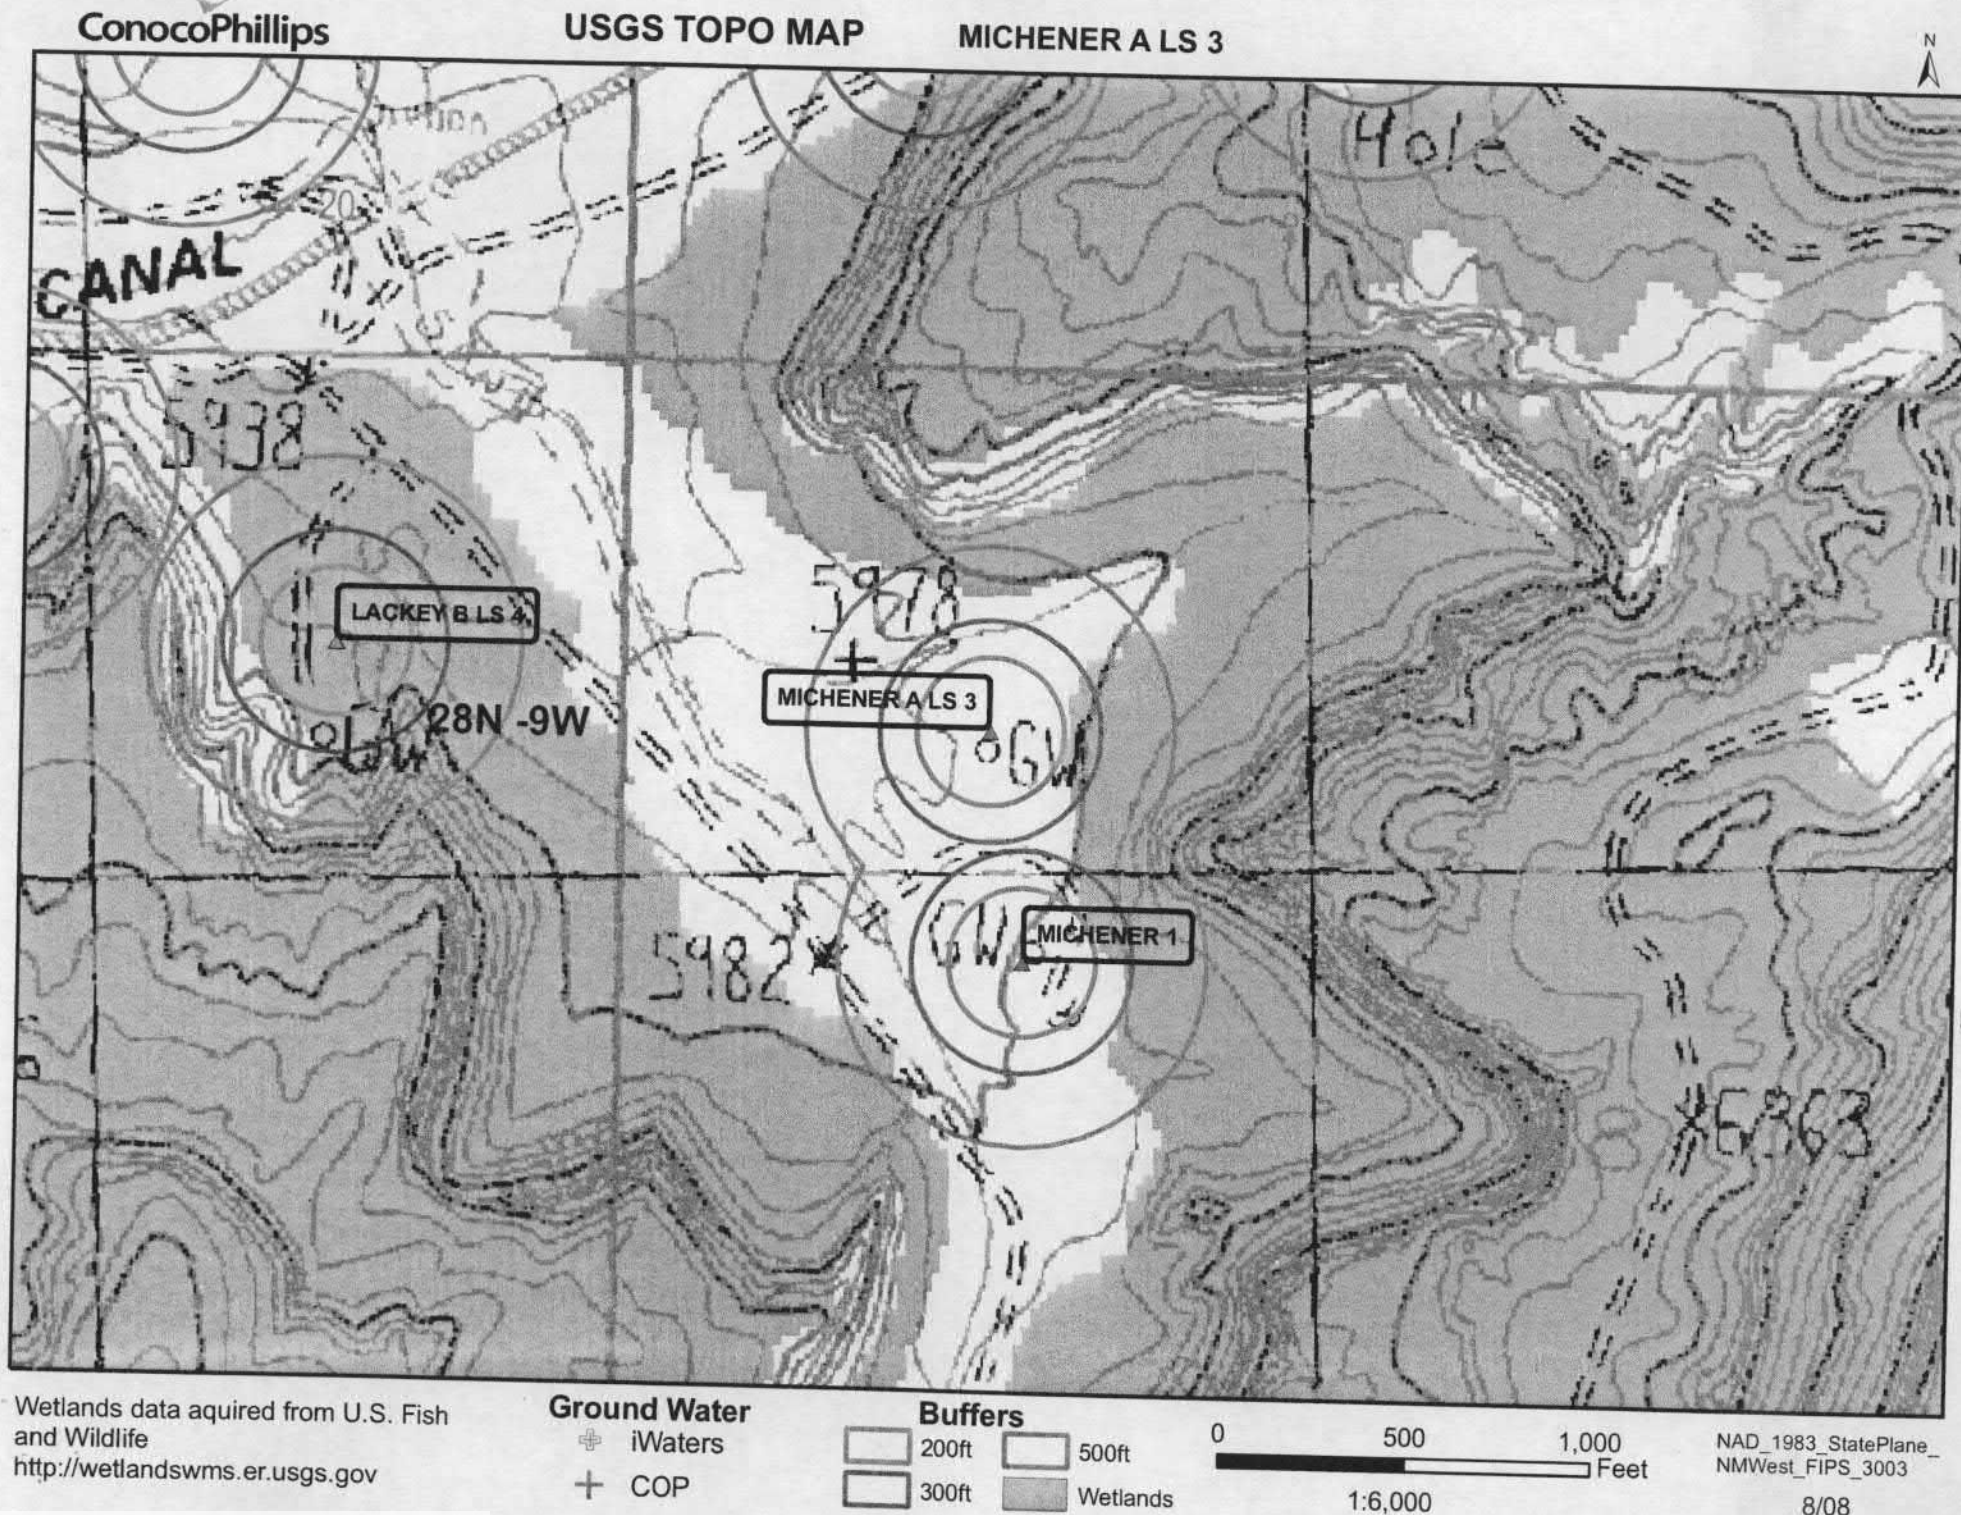 ConocoPhillips
USGS TOPO MAP
MICHENER A LS 3
N
Hole
20
CANAL
5938
LACKEY B LS 4
5978
MICHENER A LS 3
28N -9W
GW
GW
GW
MICHENER 1
5982
Wetlands data aquired from U.S. Fish
and Wildlife
http://wetlandswms.er.usgs.gov
Ground Water
iWaters
COP
Buffers
200ft
500ft
300ft
Wetlands
0 500 1,000
Feet
1:6,000
NAD_1983_StatePlane_
NMWest_FIPS_3003
8/08